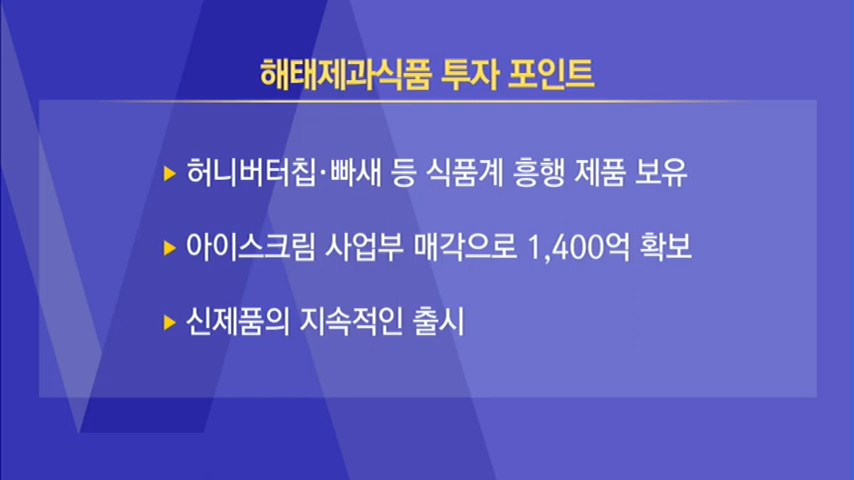 해태제과식품 투자 포인트
▶ 허니버터칩·빠새 등 식품계 흥행 제품 보유
▶ 아이스크림 사업부 매각으로 1,400억 확보
▶ 신제품의 지속적인 출시